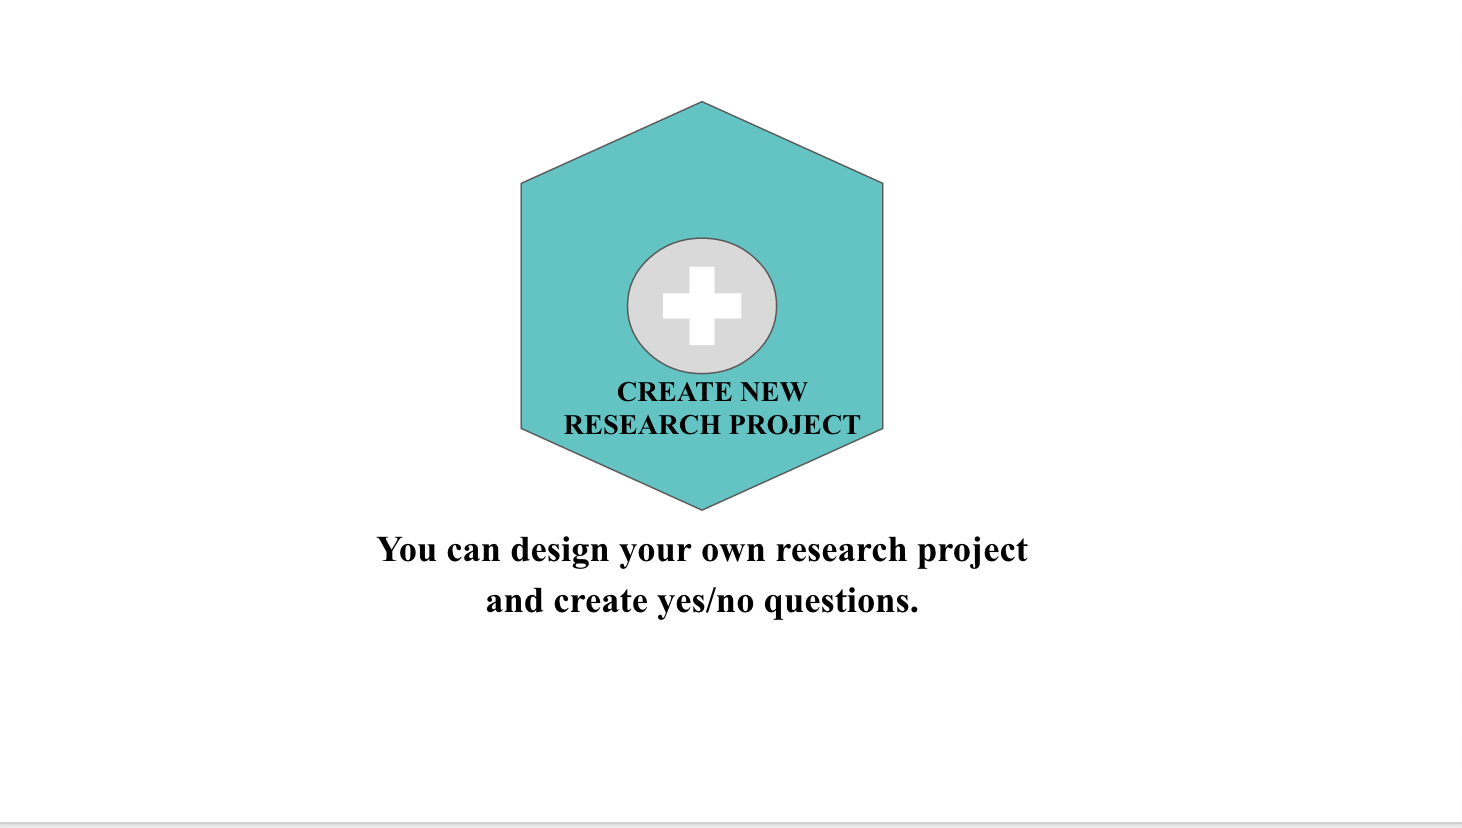 CREATE NEW
RESEARCH PROJECT
You can design your own research project
and create yes/no questions.